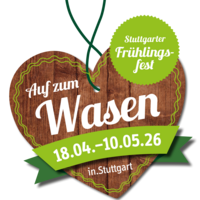 Stuttgarter
Frühlings-
fest
Auf zum
Wasen
18.04.–10.05.26
in.Stuttgart